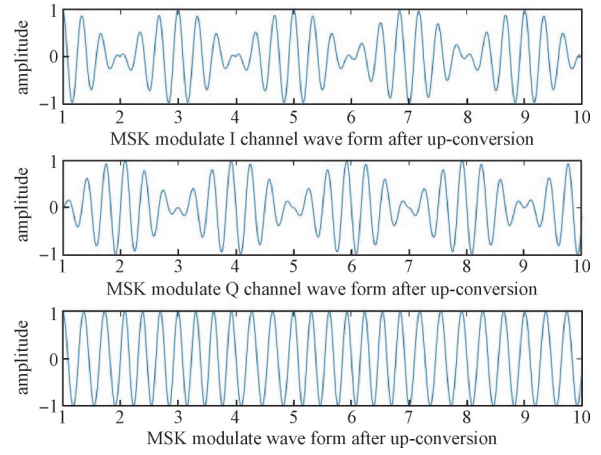 1
0
−1
amplitude
1 2 3 4 5 6 7 8 9 10
MSK modulate I channel wave form after up-conversion
1
0
−1
amplitude
1 2 3 4 5 6 7 8 9 10
MSK modulate Q channel wave form after up-conversion
1
0
−1
amplitude
1 2 3 4 5 6 7 8 9 10
MSK modulate wave form after up-conversion